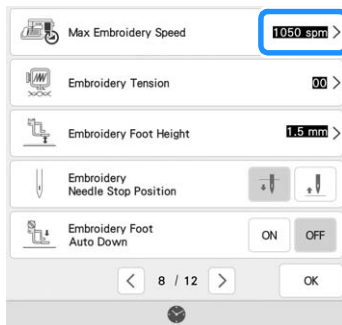 Max Embroidery Speed 1050 spm >
Embroidery Tension 00 >
Embroidery Foot Height 1.5 mm >
Embroidery
Needle Stop Position
Embroidery Foot
Auto Down ON OFF
< 8 / 12 > OK